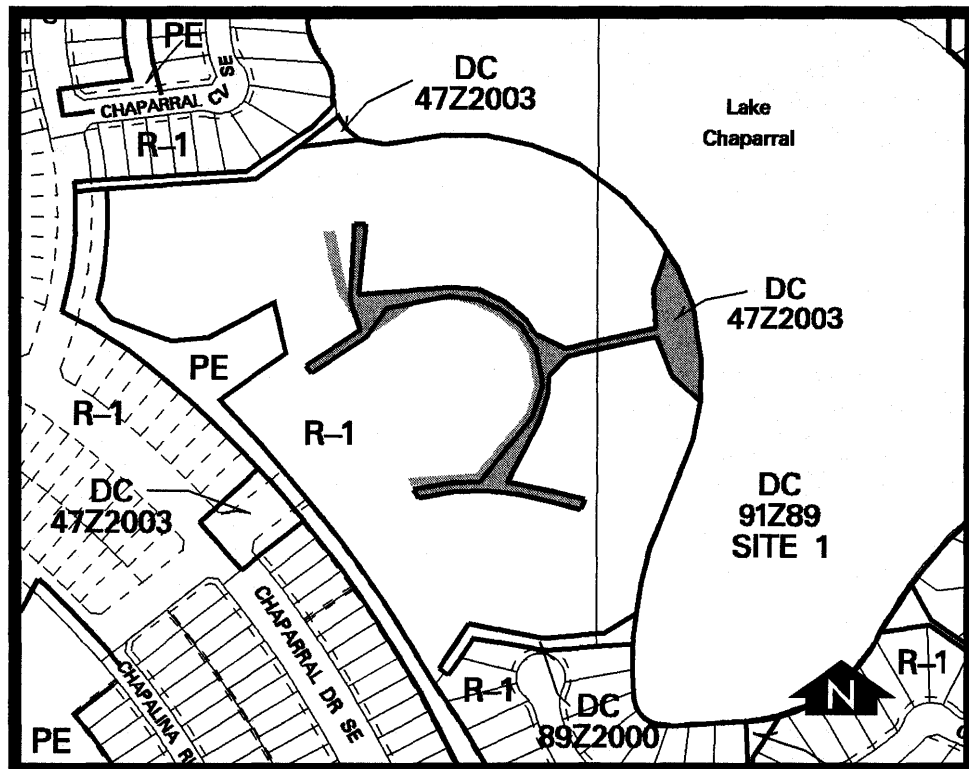 PE
DC
47Z2003
Lake
Chaparral
CHAPARRAL CV SE
R-1
DC
47Z2003
PE
R-1
R-1
DC
47Z2003
DC
91Z89
SITE 1
CHAPARRAL DR SE
CHAPALINA
R-1
R-1
N
DC
89Z2000
PE